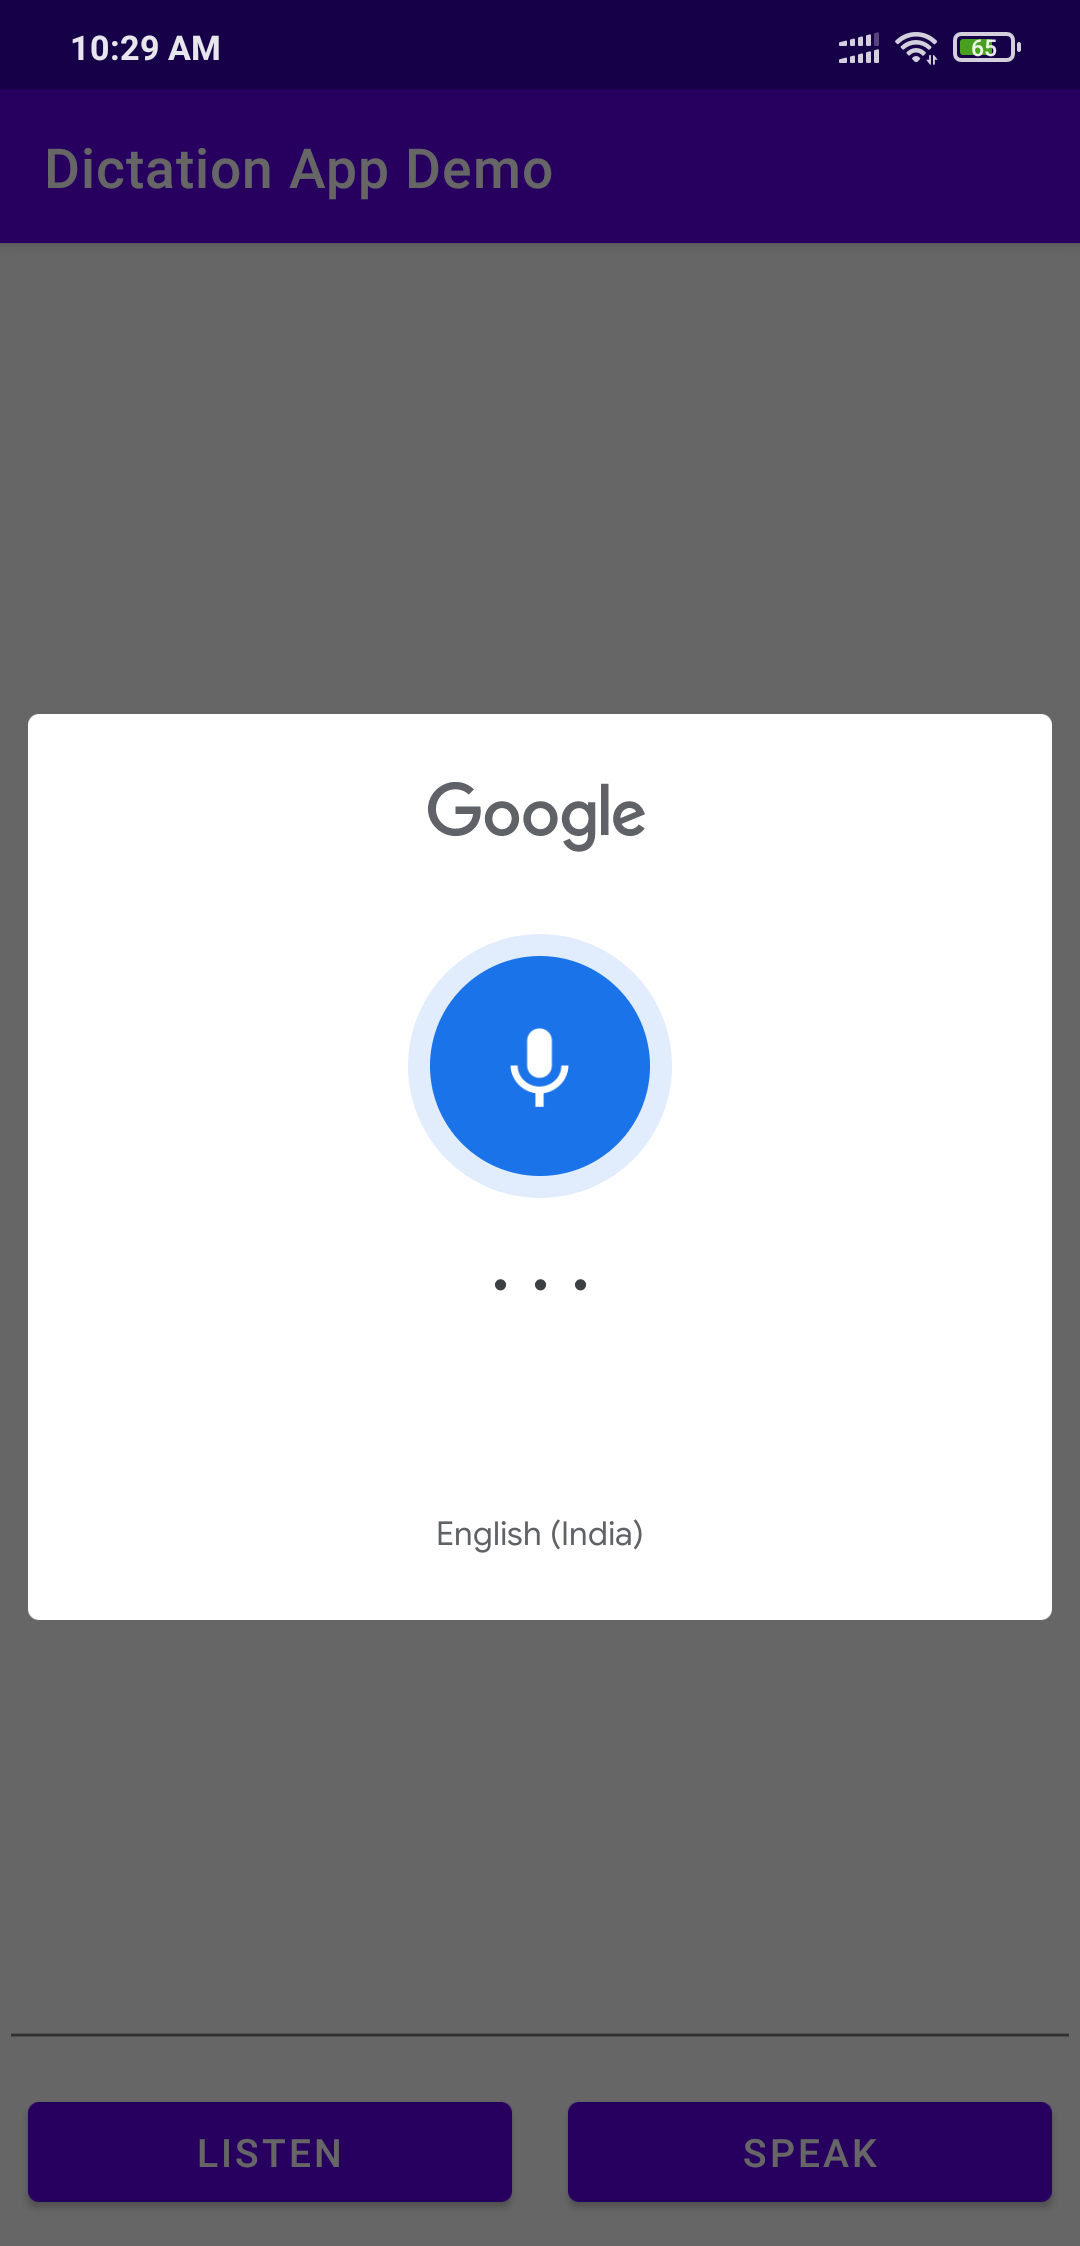 10:29 AM
65
Dictation App Demo
Google
English (India)
LISTEN
SPEAK